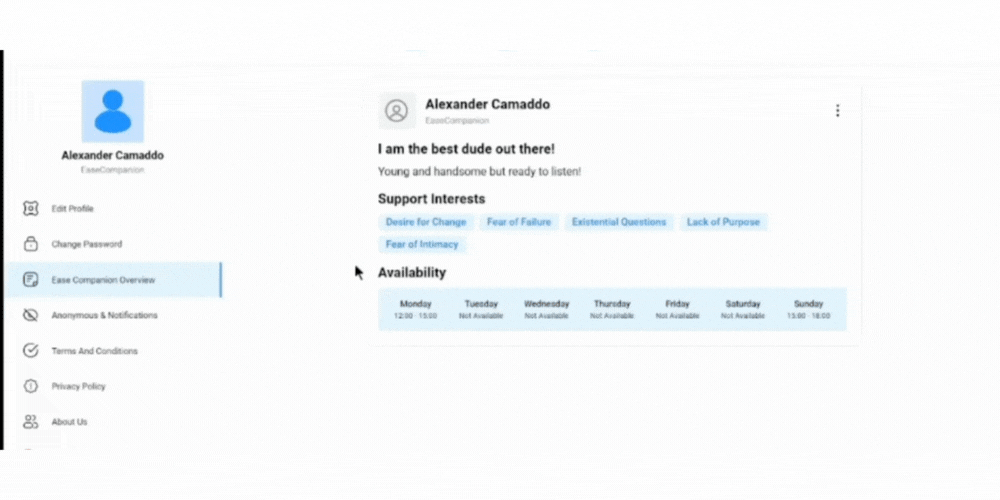 Alexander Camaddo
EaseCompanion
Edit Profile
Change Password
Ease Companion Overview
Anonymous & Notifications
Terms And Conditions
Privacy Policy
About Us
Alexander Camaddo
EaseCompanion
I am the best dude out there!
Young and handsome but ready to listen!
Support Interests
Desire for Change Fear of Failure Existential Questions Lack of Purpose
Fear of Intimacy
Availability
Monday Tuesday Wednesday Thursday Friday Saturday Sunday
12:00 - 15:00 Not Available Not Available Not Available Not Available Not Available 15:00 - 18:00